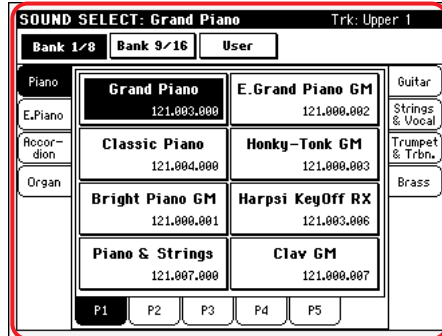 SOUND SELECT: Grand Piano Trk: Upper 1
Bank 1/8 Bank 9/16 User
Piano
E.Piano
Accor-
dion
Organ
Grand Piano
121.003.000
E.Grand Piano GM
121.000.002
Classic Piano
121.004.000
Honky-Tonk GM
121.000.003
Bright Piano GM
121.000.001
Harpsi KeyOff RX
121.003.006
Piano & Strings
121.007.000
Clav GM
121.000.007
Guitar
Strings
& Vocal
Trumpet
& Trbn.
Brass
P1 P2 P3 P4 P5